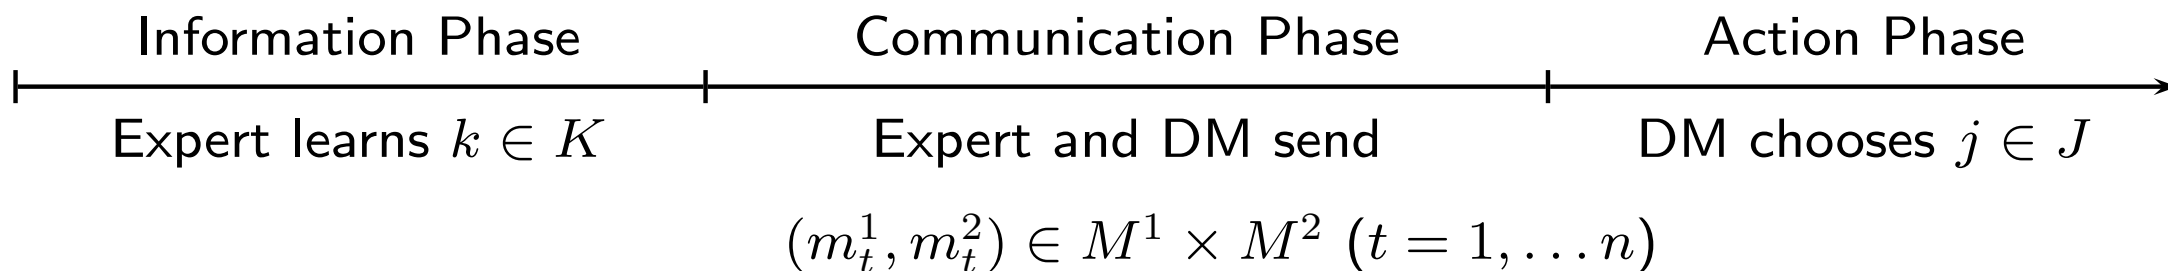 Information Phase Communication Phase Action Phase
Expert learns k ∈ K Expert and DM send DM chooses j ∈ J
(m_t^1, m_t^2) ∈ M^1 × M^2 (t = 1, … n)